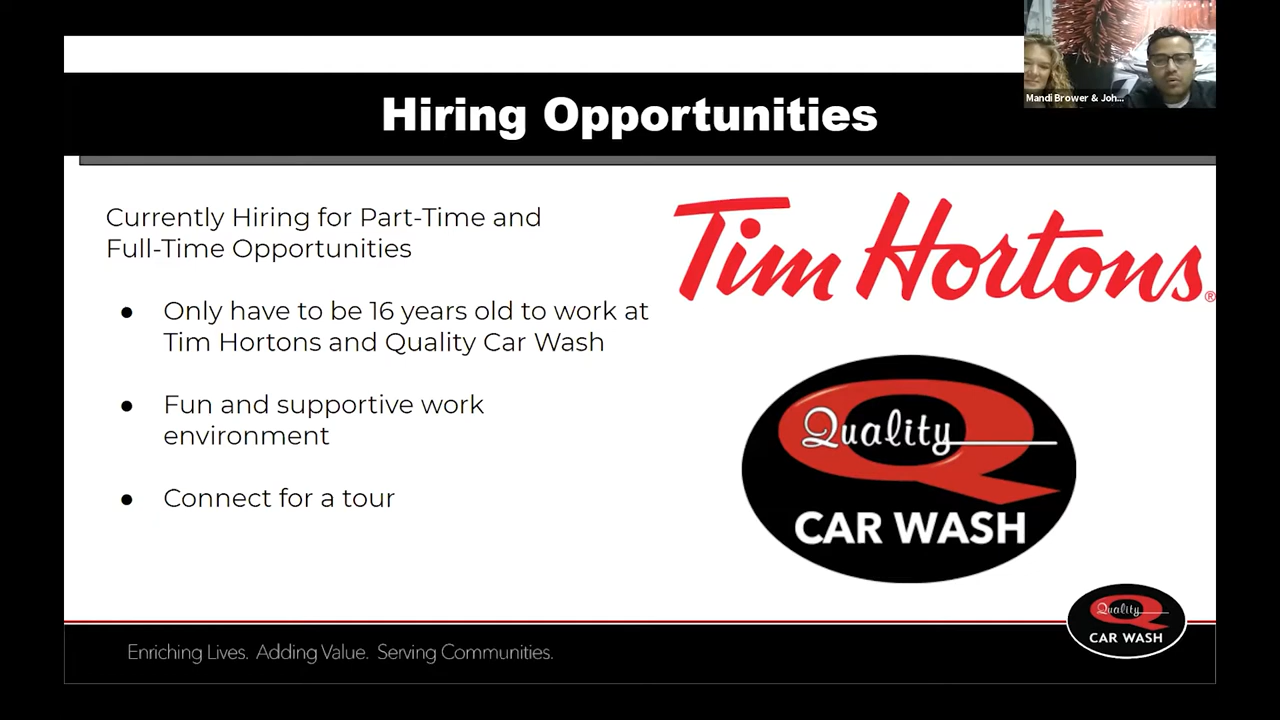 Mandi Brower & Joh...
Hiring Opportunities
Currently Hiring for Part-Time and
Full-Time Opportunities
● Only have to be 16 years old to work at
Tim Hortons and Quality Car Wash
● Fun and supportive work
environment
● Connect for a tour
Tim Hortons®
Quality
CAR WASH
Quality
CAR WASH
Enriching Lives. Adding Value. Serving Communities.